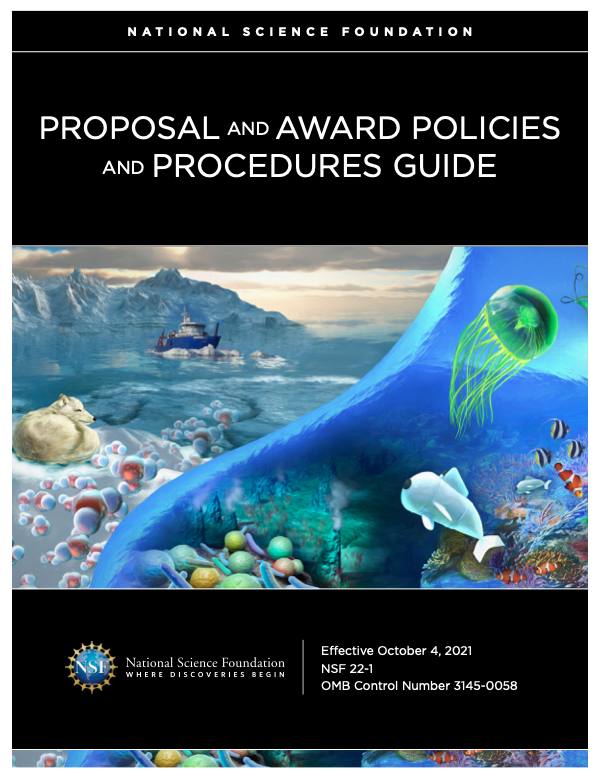 NATIONAL SCIENCE FOUNDATION
PROPOSAL AND AWARD POLICIES
AND PROCEDURES GUIDE
NSF
National Science Foundation
WHERE DISCOVERIES BEGIN
Effective October 4, 2021
NSF 22-1
OMB Control Number 3145-0058